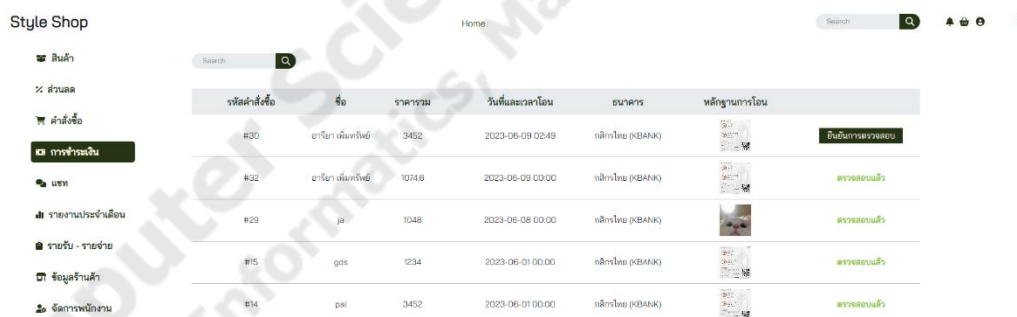 Style Shop
Home
Search
สินค้า
ส่วนลด
คำสั่งซื้อ
การชำระเงิน
แชท
รายงานประจำเดือน
รายรับ - รายจ่าย
ข้อมูลร้านค้า
จัดการพนักงาน
Search
รหัสคำสั่งซื้อ ชื่อ ราคารวม วันที่และเวลาโอน ธนาคาร หลักฐานการโอน
#30 อารียา เพิ่มทรัพย์ 3452 2023-06-09 02:49 กสิกรไทย (KBANK) ยืนยันการตรวจสอบ
#32 อารียา เพิ่มทรัพย์ 1074.6 2023-06-09 00:00 กสิกรไทย (KBANK) ตรวจสอบแล้ว
#29 ja 1048 2023-06-08 00:00 กสิกรไทย (KBANK) ตรวจสอบแล้ว
#15 gds 1234 2023-06-01 00:00 กสิกรไทย (KBANK) ตรวจสอบแล้ว
#14 pai 3452 2023-06-01 00:00 กสิกรไทย (KBANK) ตรวจสอบแล้ว